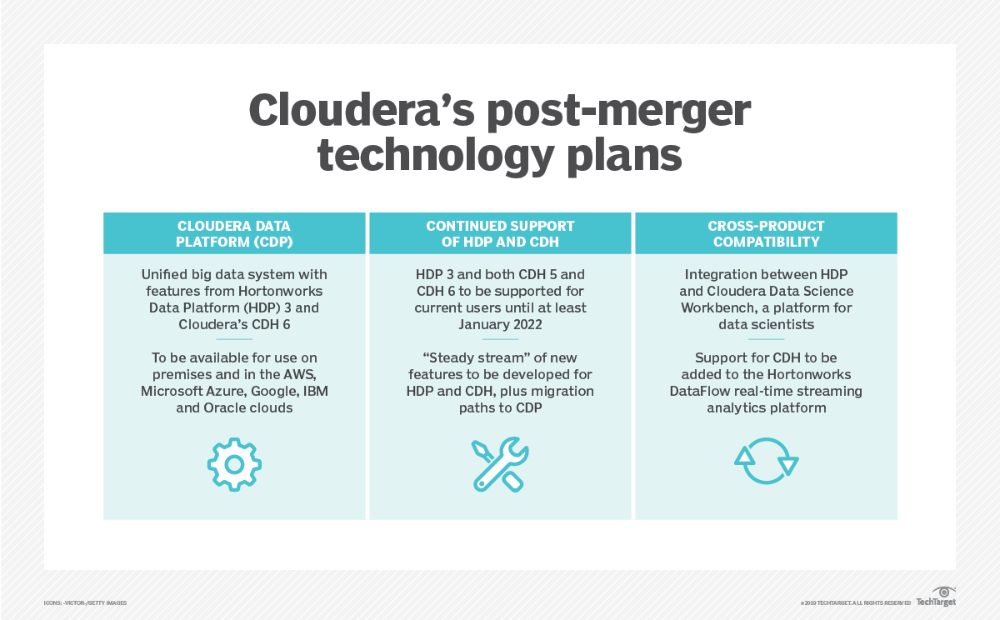 Cloudera’s post-merger
technology plans
CLOUDERA DATA
PLATFORM (CDP)
Unified big data system with
features from Hortonworks
Data Platform (HDP) 3 and
Cloudera’s CDH 6
To be available for use on
premises and in the AWS,
Microsoft Azure, Google, IBM
and Oracle clouds
CONTINUED SUPPORT
OF HDP AND CDH
HDP 3 and both CDH 5 and
CDH 6 to be supported for
current users until at least
January 2022
“Steady stream” of new
features to be developed for
HDP and CDH, plus migration
paths to CDP
CROSS-PRODUCT
COMPATIBILITY
Integration between HDP
and Cloudera Data Science
Workbench, a platform for
data scientists
Support for CDH to be
added to the Hortonworks
DataFlow real-time streaming
analytics platform
ICONS: -VICTOR-/GETTY IMAGES
©2019 TECHTARGET. ALL RIGHTS RESERVED
TechTarget